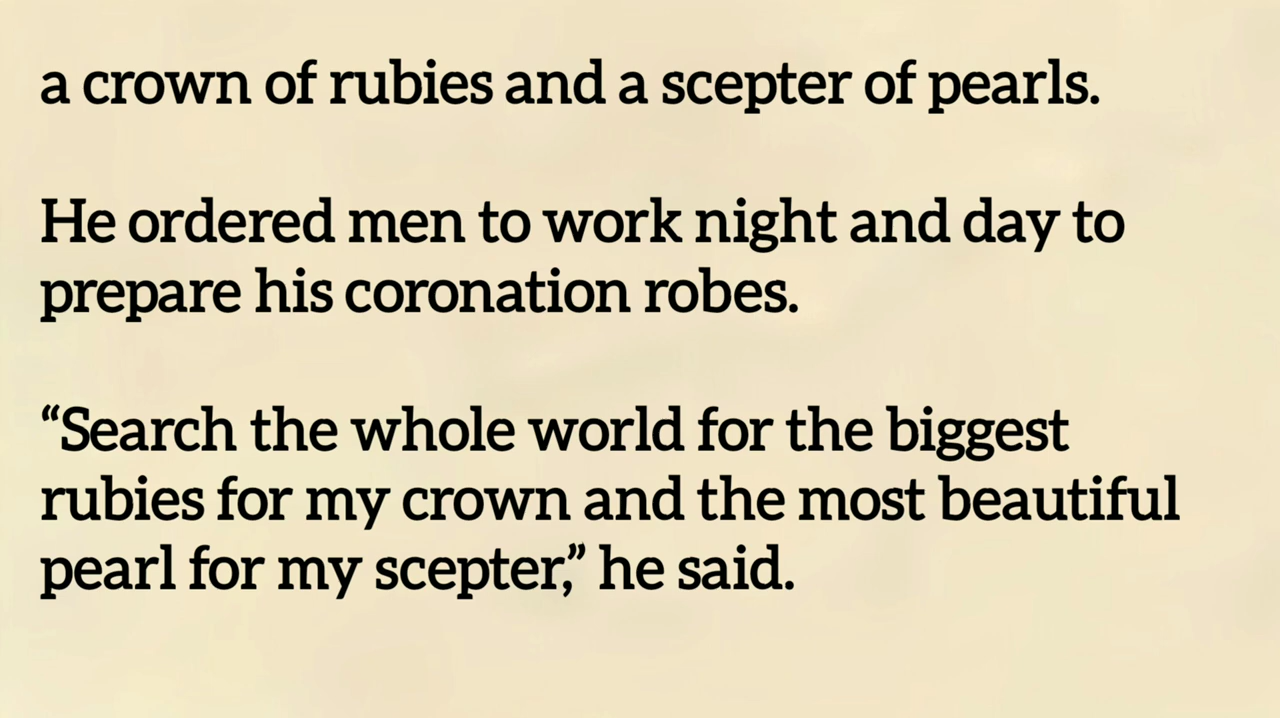 a crown of rubies and a scepter of pearls.
He ordered men to work night and day to
prepare his coronation robes.
“Search the whole world for the biggest
rubies for my crown and the most beautiful
pearl for my scepter,” he said.